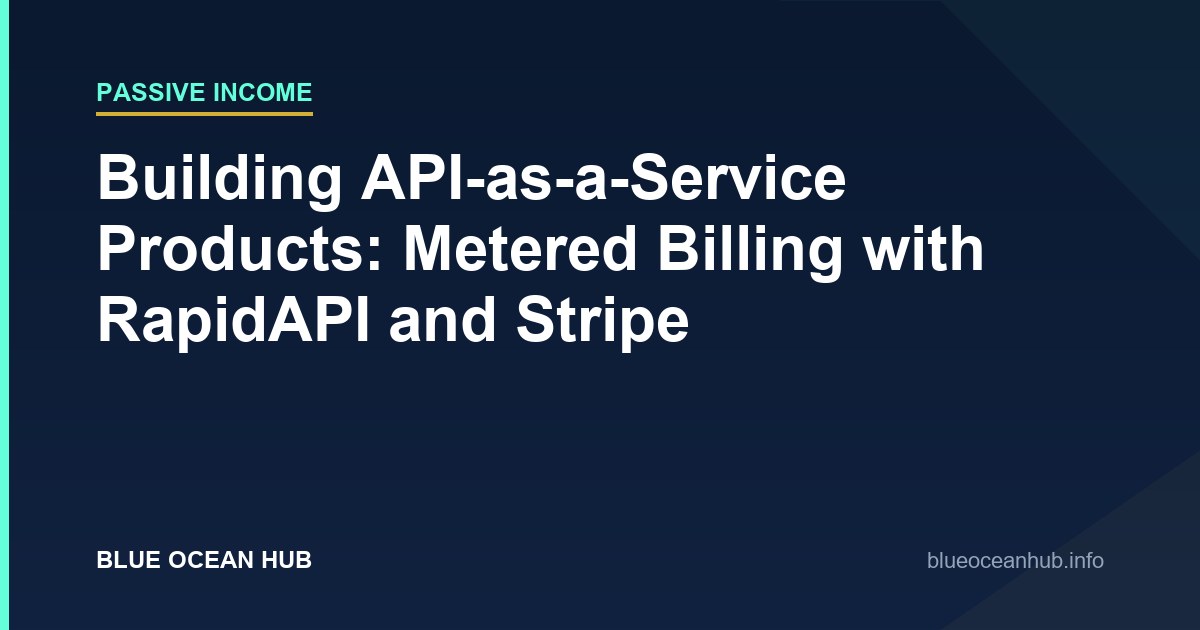 PASSIVE INCOME
Building API-as-a-Service
Products: Metered Billing with
RapidAPI and Stripe
BLUE OCEAN HUB
blueoceanhub.info